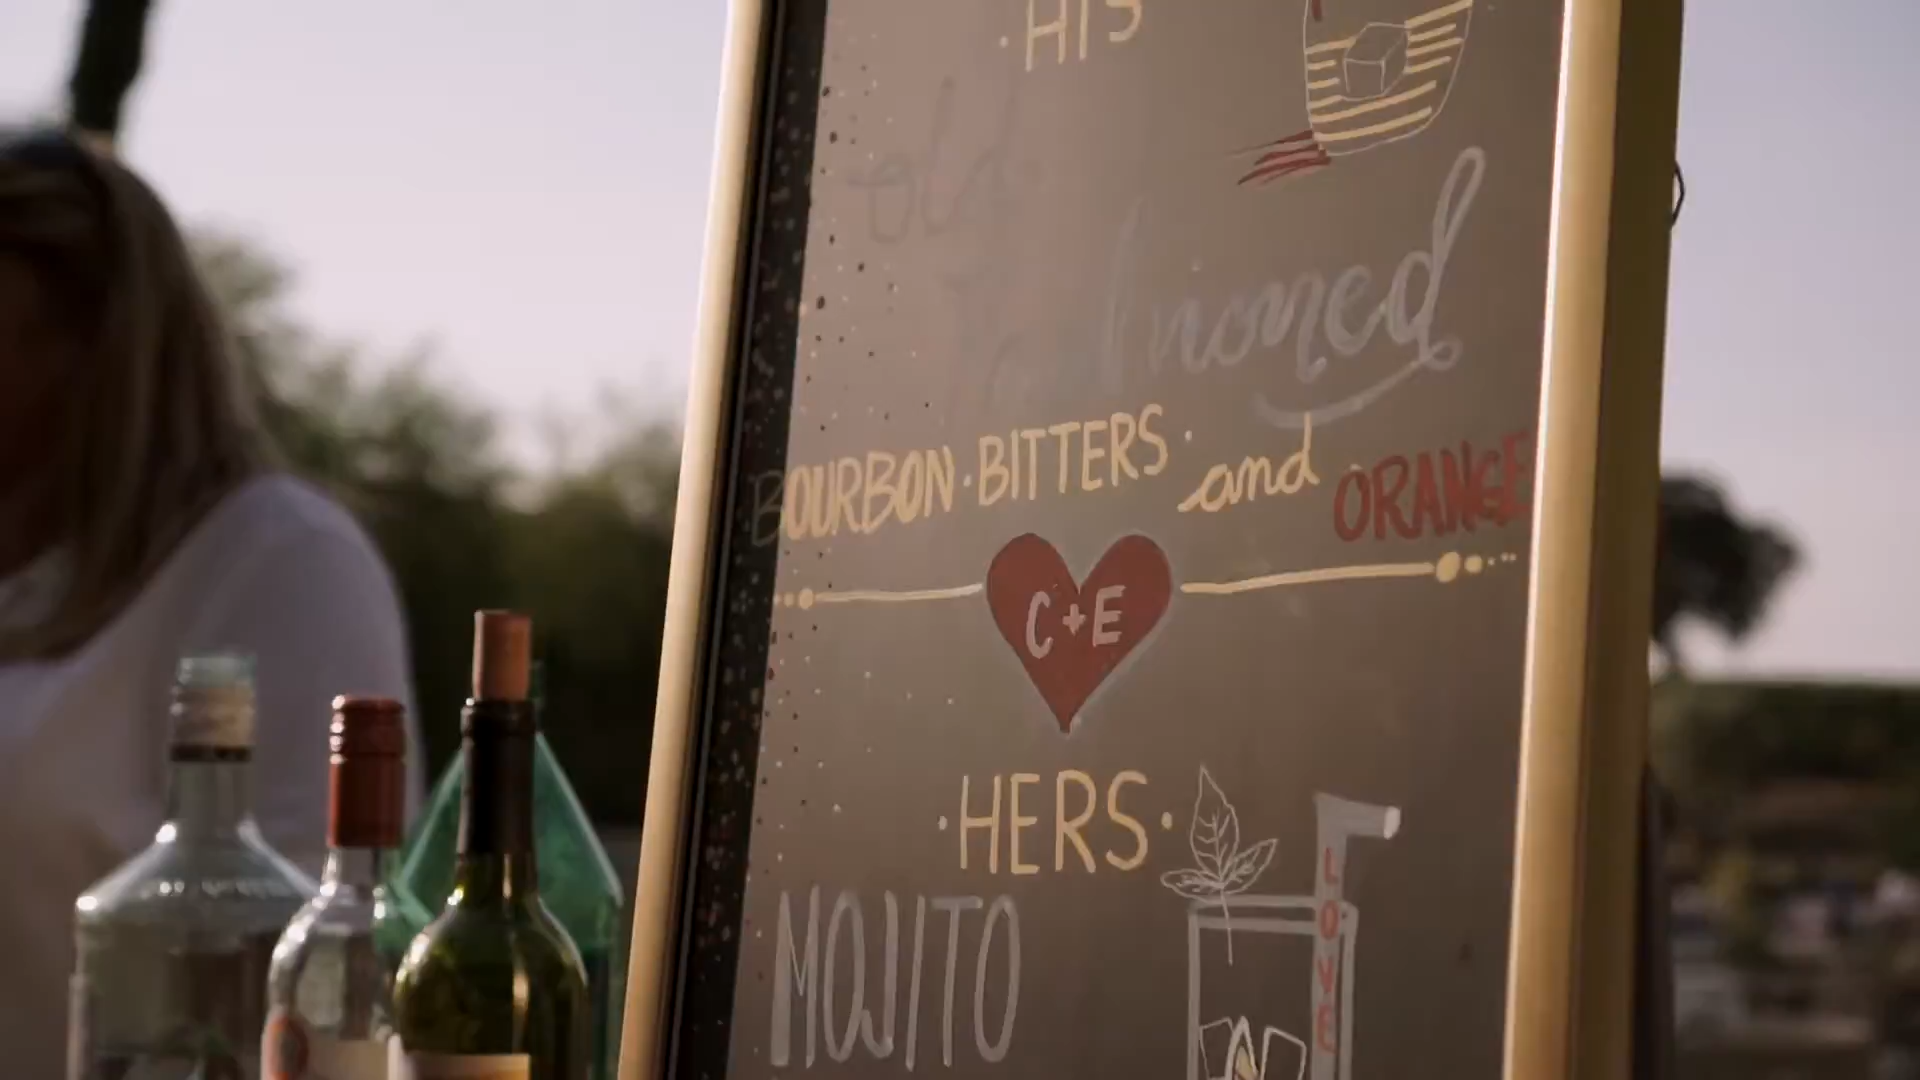 · HIS
old
fashioned
BOURBON · BITTERS · and ORANGE
C + E
· HERS ·
LOVE
MOJITO